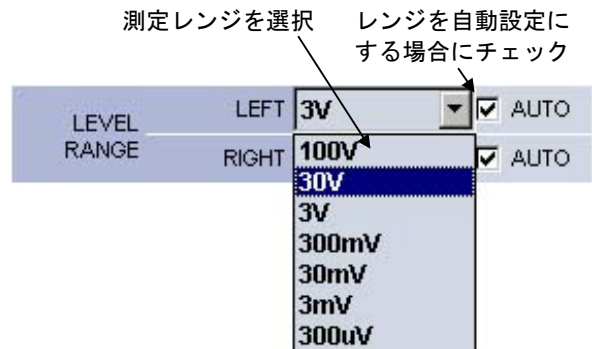 測定レンジを選択
レンジを自動設定に
する場合にチェック
LEVEL
RANGE
LEFT 3V AUTO
RIGHT 100V AUTO
30V
3V
300mV
30mV
3mV
300uV